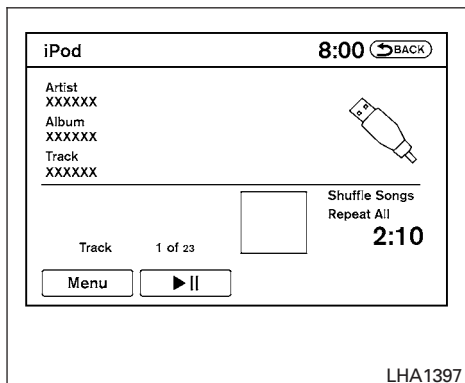 iPod 8:00 BACK
Artist
XXXXXX
Album
XXXXXX
Track
XXXXXX
Shuffle Songs
Repeat All
2:10
Track 1 of 23
Menu
LHA1397